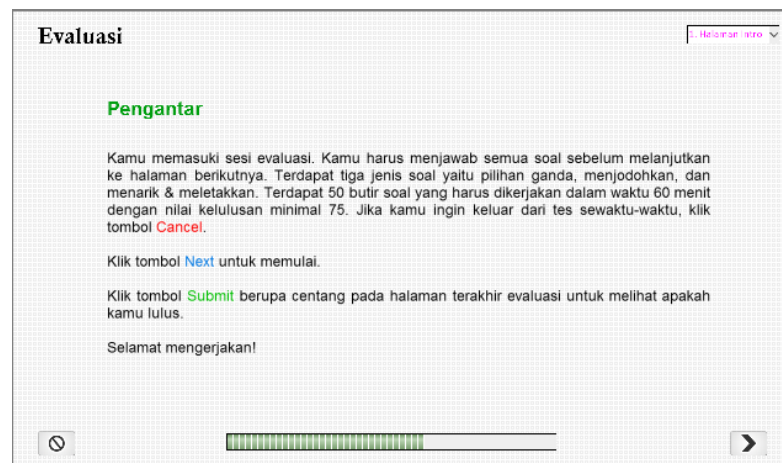 Evaluasi
1. Halaman Intro
Pengantar
Kamu memasuki sesi evaluasi. Kamu harus menjawab semua soal sebelum melanjutkan
ke halaman berikutnya. Terdapat tiga jenis soal yaitu pilihan ganda, menjodohkan, dan
menarik & meletakkan. Terdapat 50 butir soal yang harus dikerjakan dalam waktu 60 menit
dengan nilai kelulusan minimal 75. Jika kamu ingin keluar dari tes sewaktu-waktu, klik
tombol Cancel.
Klik tombol Next untuk memulai.
Klik tombol Submit berupa centang pada halaman terakhir evaluasi untuk melihat apakah
kamu lulus.
Selamat mengerjakan!